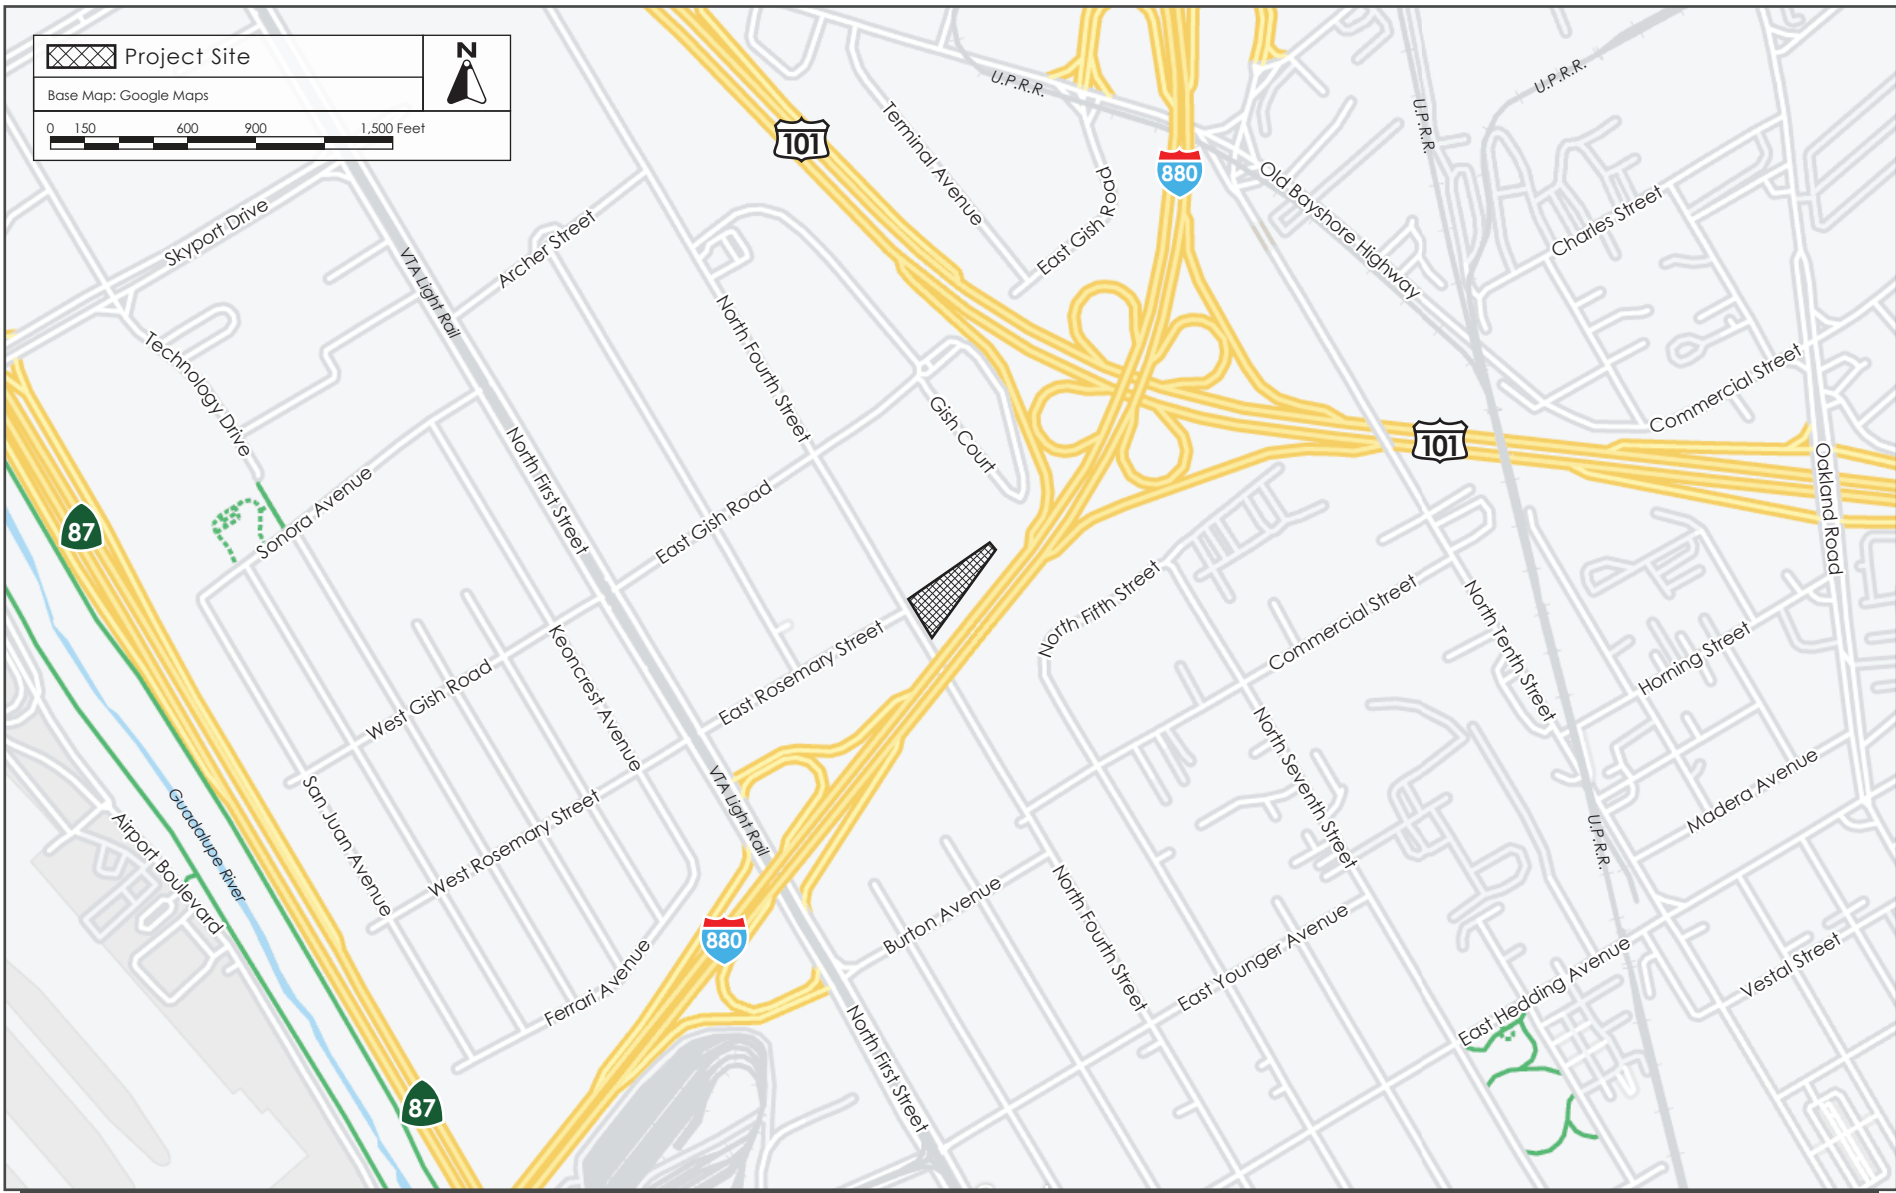 Project Site
N
Base Map: Google Maps
0 150 600 900 1,500 Feet
U.P.R.R.
U.P.R.R.
U.P.R.R.
101
Terminal Avenue
880
East Gish Road
Old Bayshore Highway
Charles Street
Skyport Drive
Archer Street
VTA Light Rail
North Fourth Street
Technology Drive
Commercial Street
Gish Court
101
Oakland Road
North First Street
87
Sonora Avenue
East Gish Road
North Fifth Street
Commercial Street
North Tenth Street
Horning Street
Keoncrest Avenue
East Rosemary Street
West Gish Road
North Seventh Street
Madera Avenue
VTA Light Rail
San Juan Avenue
Guadalupe River
Airport Boulevard
West Rosemary Street
U.P.R.R.
Burton Avenue
North Fourth Street
880
East Younger Avenue
Ferrari Avenue
East Hedding Avenue
Vestal Street
North First Street
87